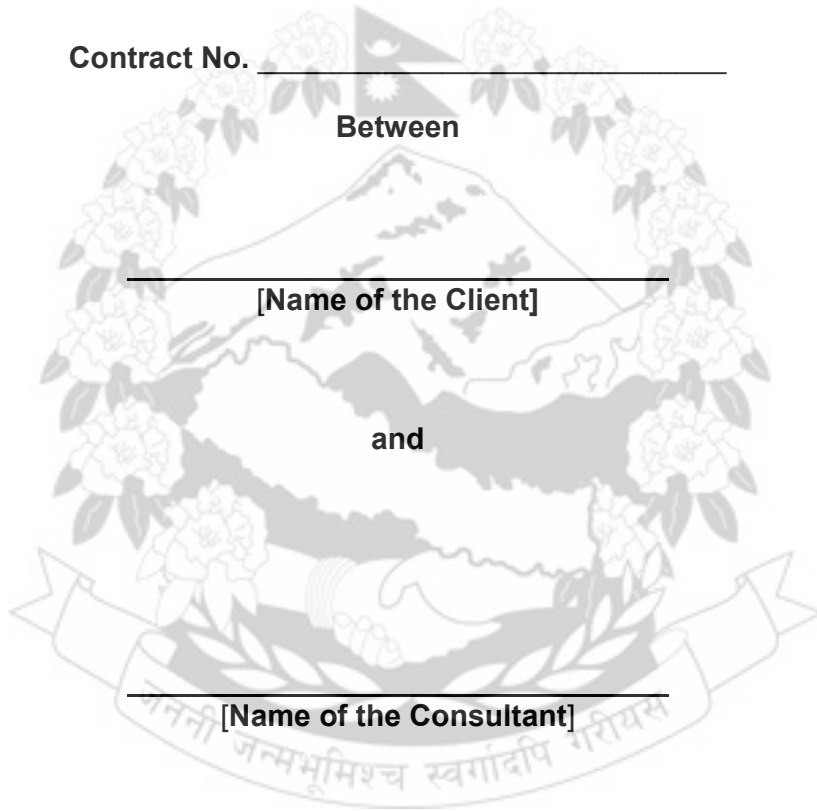 Contract No. ____________________________
Between
[Name of the Client]
and
[Name of the Consultant]
जननी जन्मभूमिश्च स्वर्गादपि गरीयसी